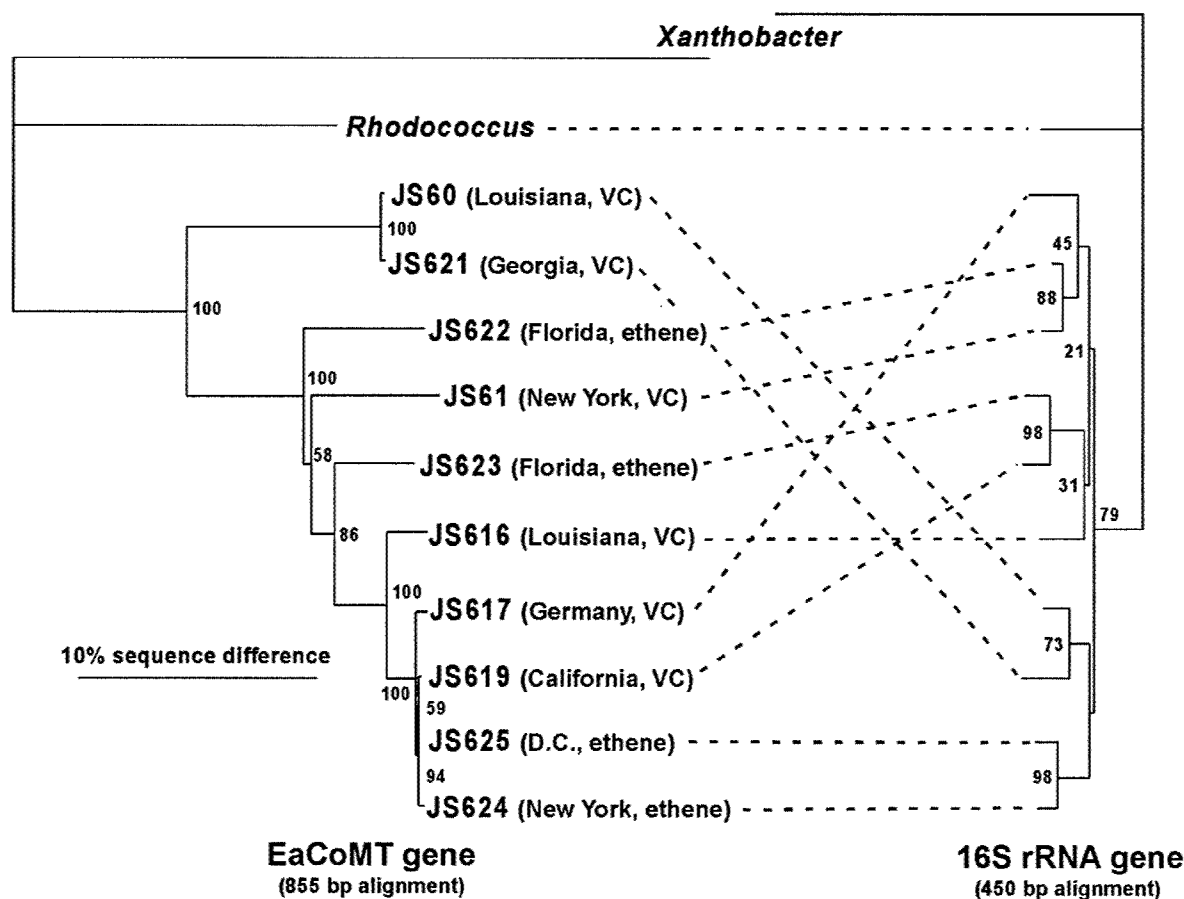 Xanthobacter
Rhodococcus
JS60 (Louisiana, VC)
100
45
JS621 (Georgia, VC)
88
100
JS622 (Florida, ethene)
21
100
JS61 (New York, VC)
98
58
JS623 (Florida, ethene)
31
79
86
JS616 (Louisiana, VC)
100
JS617 (Germany, VC)
73
10% sequence difference
JS619 (California, VC)
100
59
JS625 (D.C., ethene)
94
98
JS624 (New York, ethene)
EaCoMT gene
(855 bp alignment)
16S rRNA gene
(450 bp alignment)